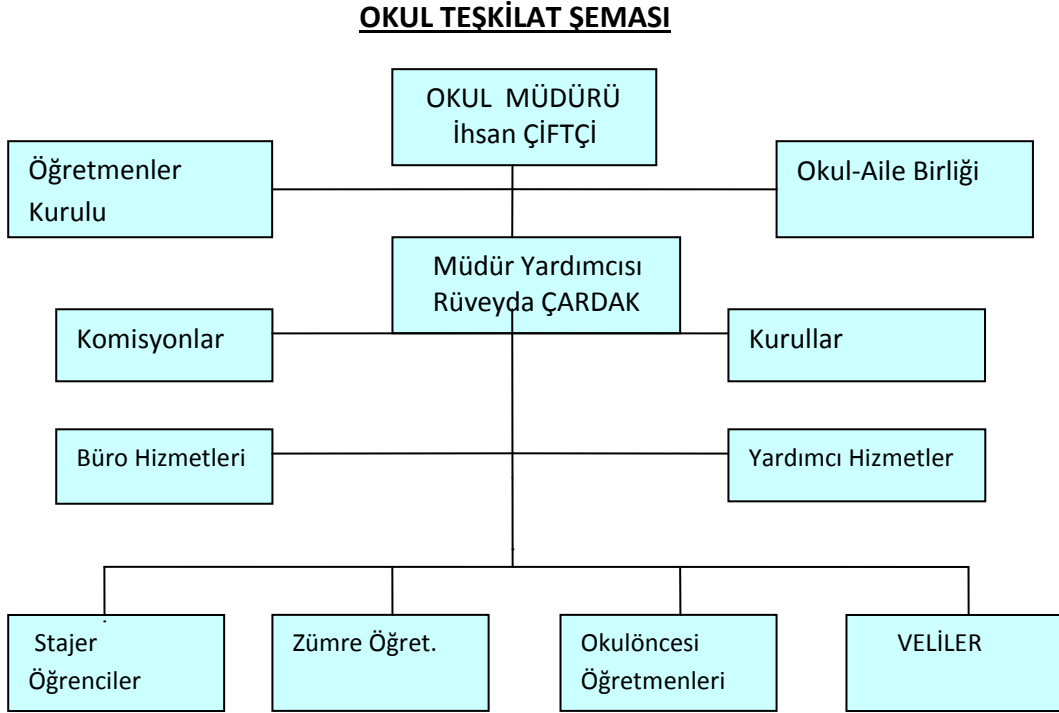 OKUL TEŞKİLAT ŞEMASI
OKUL MÜDÜRÜ
İhsan ÇİFTÇİ
Öğretmenler
Kurulu
Okul-Aile Birliği
Müdür Yardımcısı
Rüveyda ÇARDAK
Komisyonlar
Kurullar
Büro Hizmetleri
Yardımcı Hizmetler
Stajer
Öğrenciler
Zümre Öğret.
Okulöncesi
Öğretmenleri
VELİLER